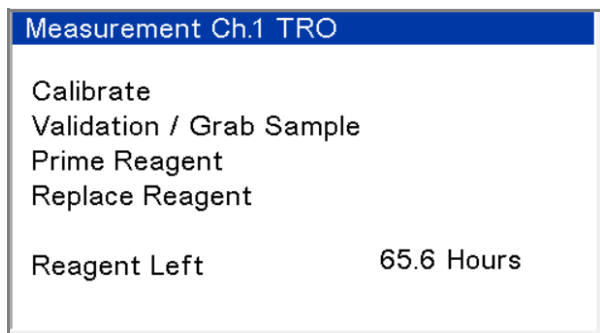 Measurement Ch.1 TRO
Calibrate
Validation / Grab Sample
Prime Reagent
Replace Reagent
Reagent Left 65.6 Hours